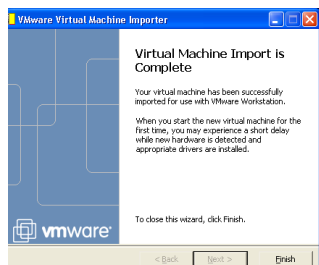 VMware Virtual Machine Importer
Virtual Machine Import is
Complete
Your virtual machine has been successfully
imported for use with VMware Workstation.
When you start the new virtual machine for the
first time, you may experience a short delay
while new hardware is detected and
appropriate drivers are installed.
vmware
To close this wizard, click Finish.
< Back Next > Finish